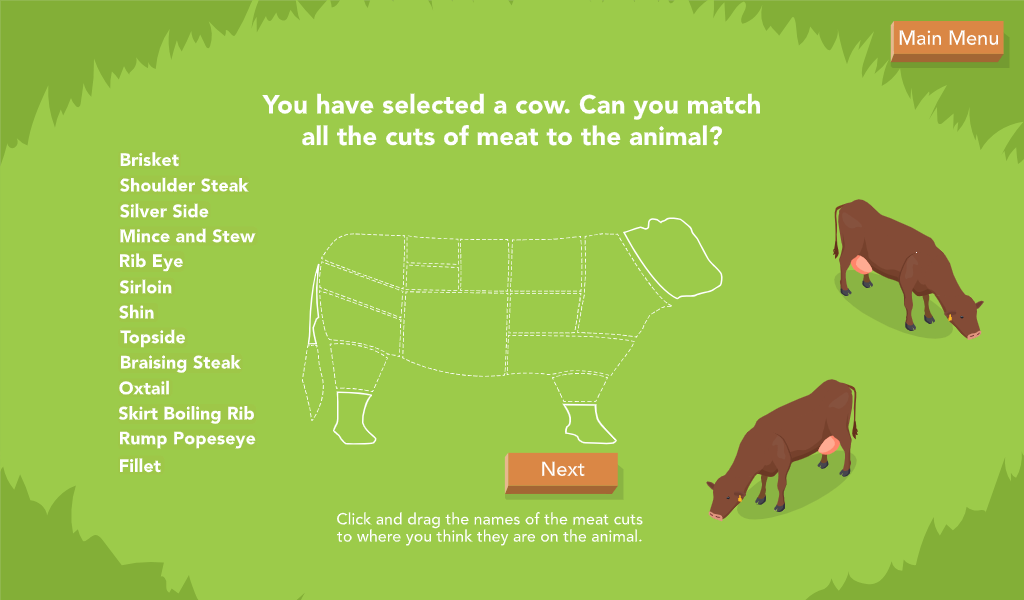 Main Menu
You have selected a cow. Can you match
all the cuts of meat to the animal?
Brisket
Shoulder Steak
Silver Side
Mince and Stew
Rib Eye
Sirloin
Shin
Topside
Braising Steak
Oxtail
Skirt Boiling Rib
Rump Popeseye
Fillet
Next
Click and drag the names of the meat cuts
to where you think they are on the animal.